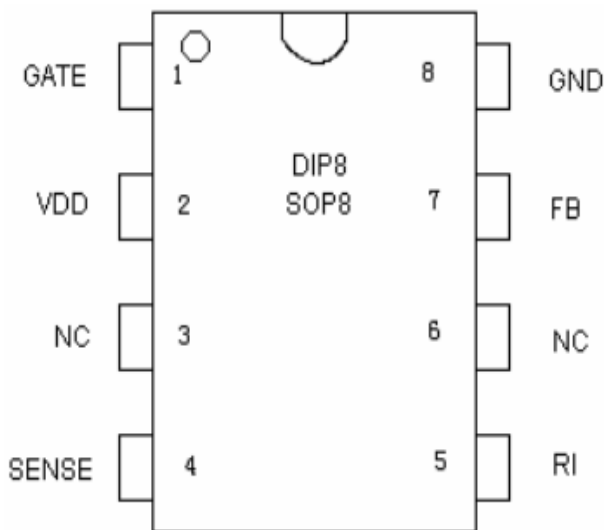 GATE 1 8 GND
DIP8
SOP8
VDD 2 7 FB
NC 3 6 NC
SENSE 4 5 RI